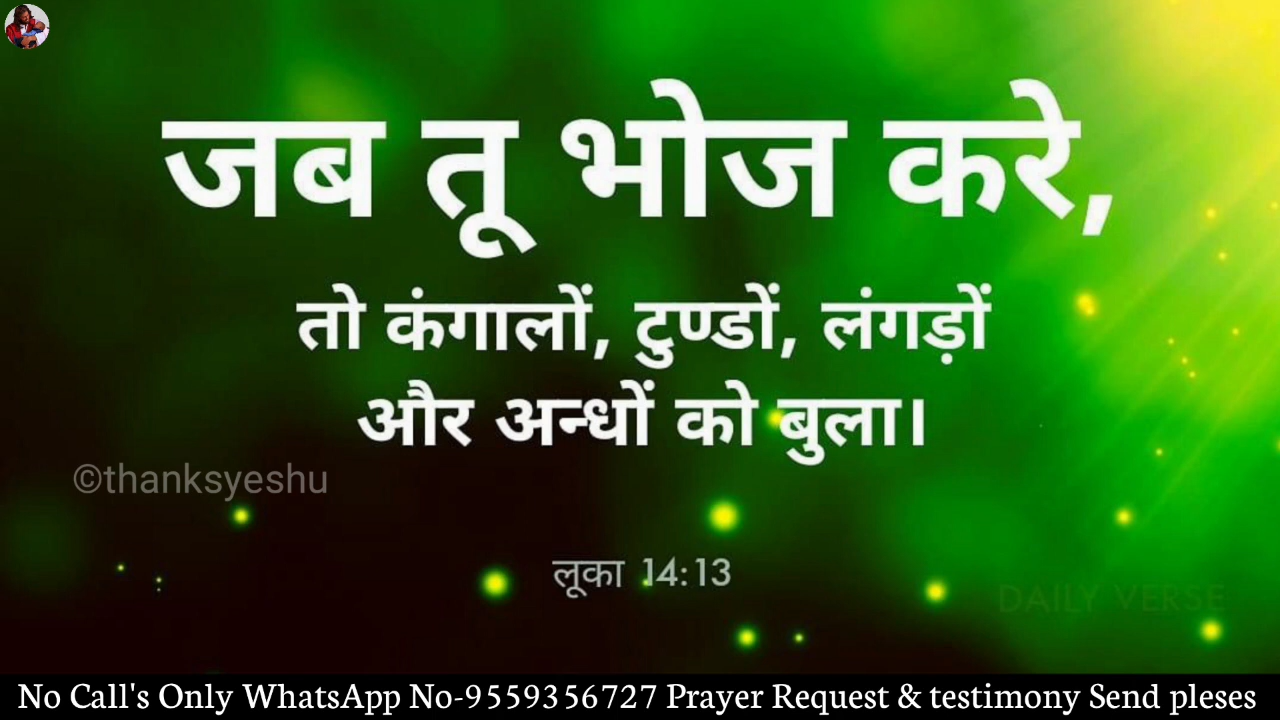 जब तू भोज करे,
तो कंगालों, टुण्डों, लंगड़ों
और अन्धों को बुला।
©thanksyeshu
लूका 14:13
DAILY VERSE
No Call's Only WhatsApp No-9559356727 Prayer Request & testimony Send pleses